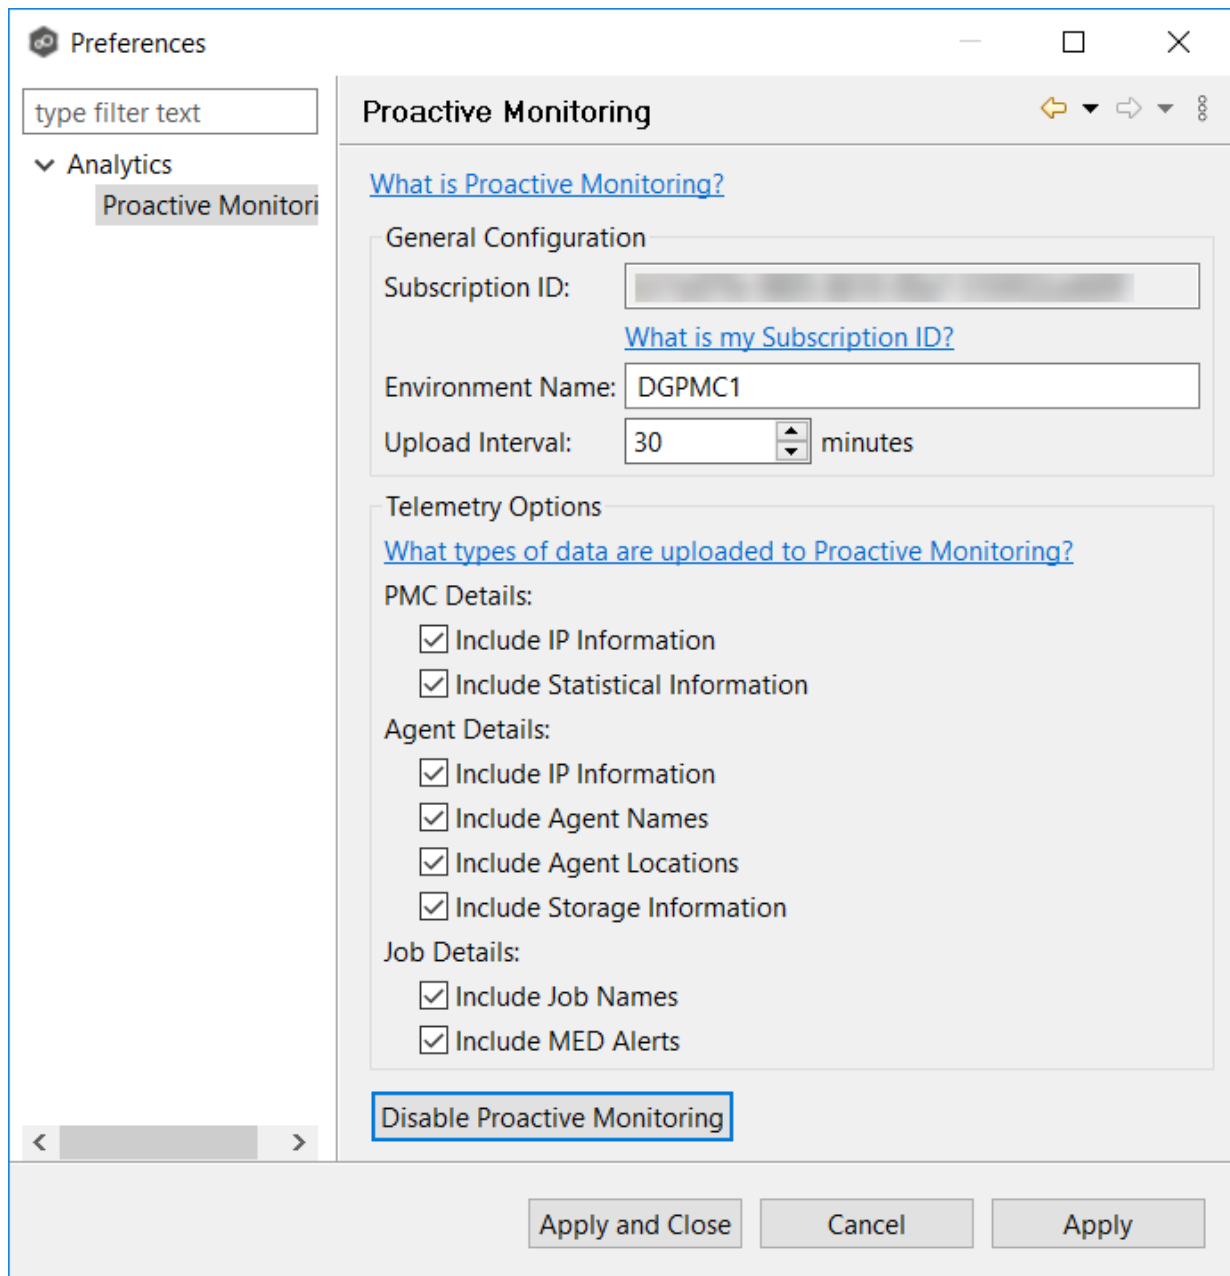 Preferences
type filter text
Analytics
Proactive Monitori
Proactive Monitoring
What is Proactive Monitoring?
General Configuration
Subscription ID:
What is my Subscription ID?
Environment Name: DGPMC1
Upload Interval: 30 minutes
Telemetry Options
What types of data are uploaded to Proactive Monitoring?
PMC Details:
Include IP Information
Include Statistical Information
Agent Details:
Include IP Information
Include Agent Names
Include Agent Locations
Include Storage Information
Job Details:
Include Job Names
Include MED Alerts
Disable Proactive Monitoring
Apply and Close Cancel Apply